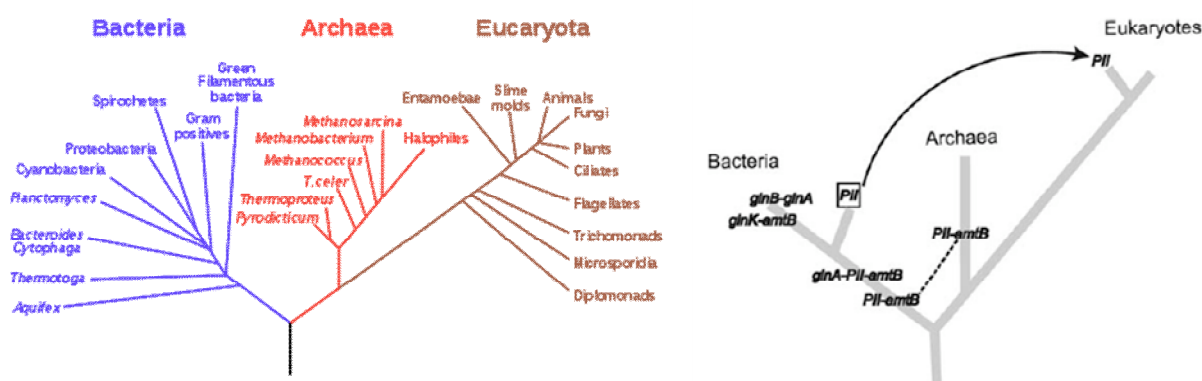 Bacteria
Archaea
Eucaryota
Green
Filamentous
bacteria
Spirochetes
Gram
positives
Proteobacteria
Cyanobacteria
Planctomyces
Bacteroides
Cytophaga
Thermotoga
Aquifex
Methanosarcina
Methanobacterium
Halophiles
Methanococcus
T.celer
Thermoproteus
Pyrodicticum
Entamoebae
Slime
molds
Animals
Fungi
Plants
Ciliates
Flagellates
Trichomonads
Microsporidia
Diplomonads
Eukaryotes
PII
Archaea
Bacteria
glnB-glnA
PII
glnK-amtB
PII-amtB
glnA-PII-amtB
PII-amtB